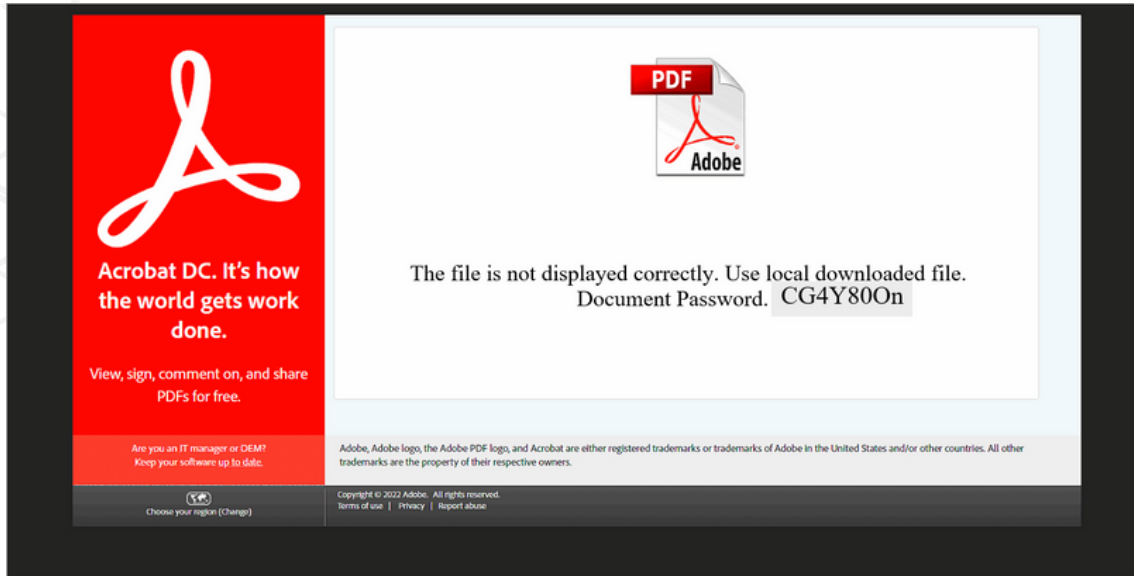 Acrobat DC. It's how
the world gets work
done.
View, sign, comment on, and share
PDFs for free.
Are you an IT manager or OEM?
Keep your software up to date.
Choose your region (Change)
PDF
Adobe
The file is not displayed correctly. Use local downloaded file.
Document Password. CG4Y80On
Adobe, Adobe logo, the Adobe PDF logo, and Acrobat are either registered trademarks or trademarks of Adobe in the United States and/or other countries. All other
trademarks are the property of their respective owners.
Copyright © 2022 Adobe. All rights reserved.
Terms of use | Privacy | Report abuse